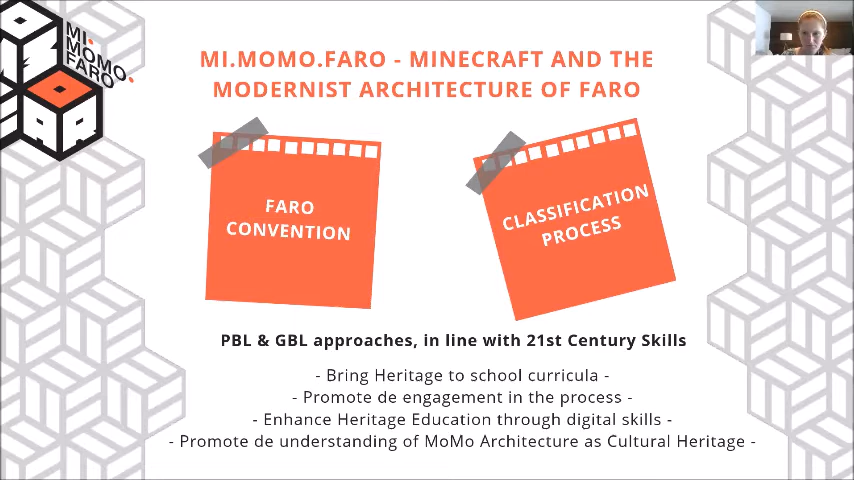 MI.
MOMO.
FARO
MI.MOMO.FARO - MINECRAFT AND THE
MODERNIST ARCHITECTURE OF FARO
FARO
CONVENTION
CLASSIFICATION
PROCESS
PBL & GBL approaches, in line with 21st Century Skills
- Bring Heritage to school curricula -
- Promote de engagement in the process -
- Enhance Heritage Education through digital skills -
- Promote de understanding of MoMo Architecture as Cultural Heritage -